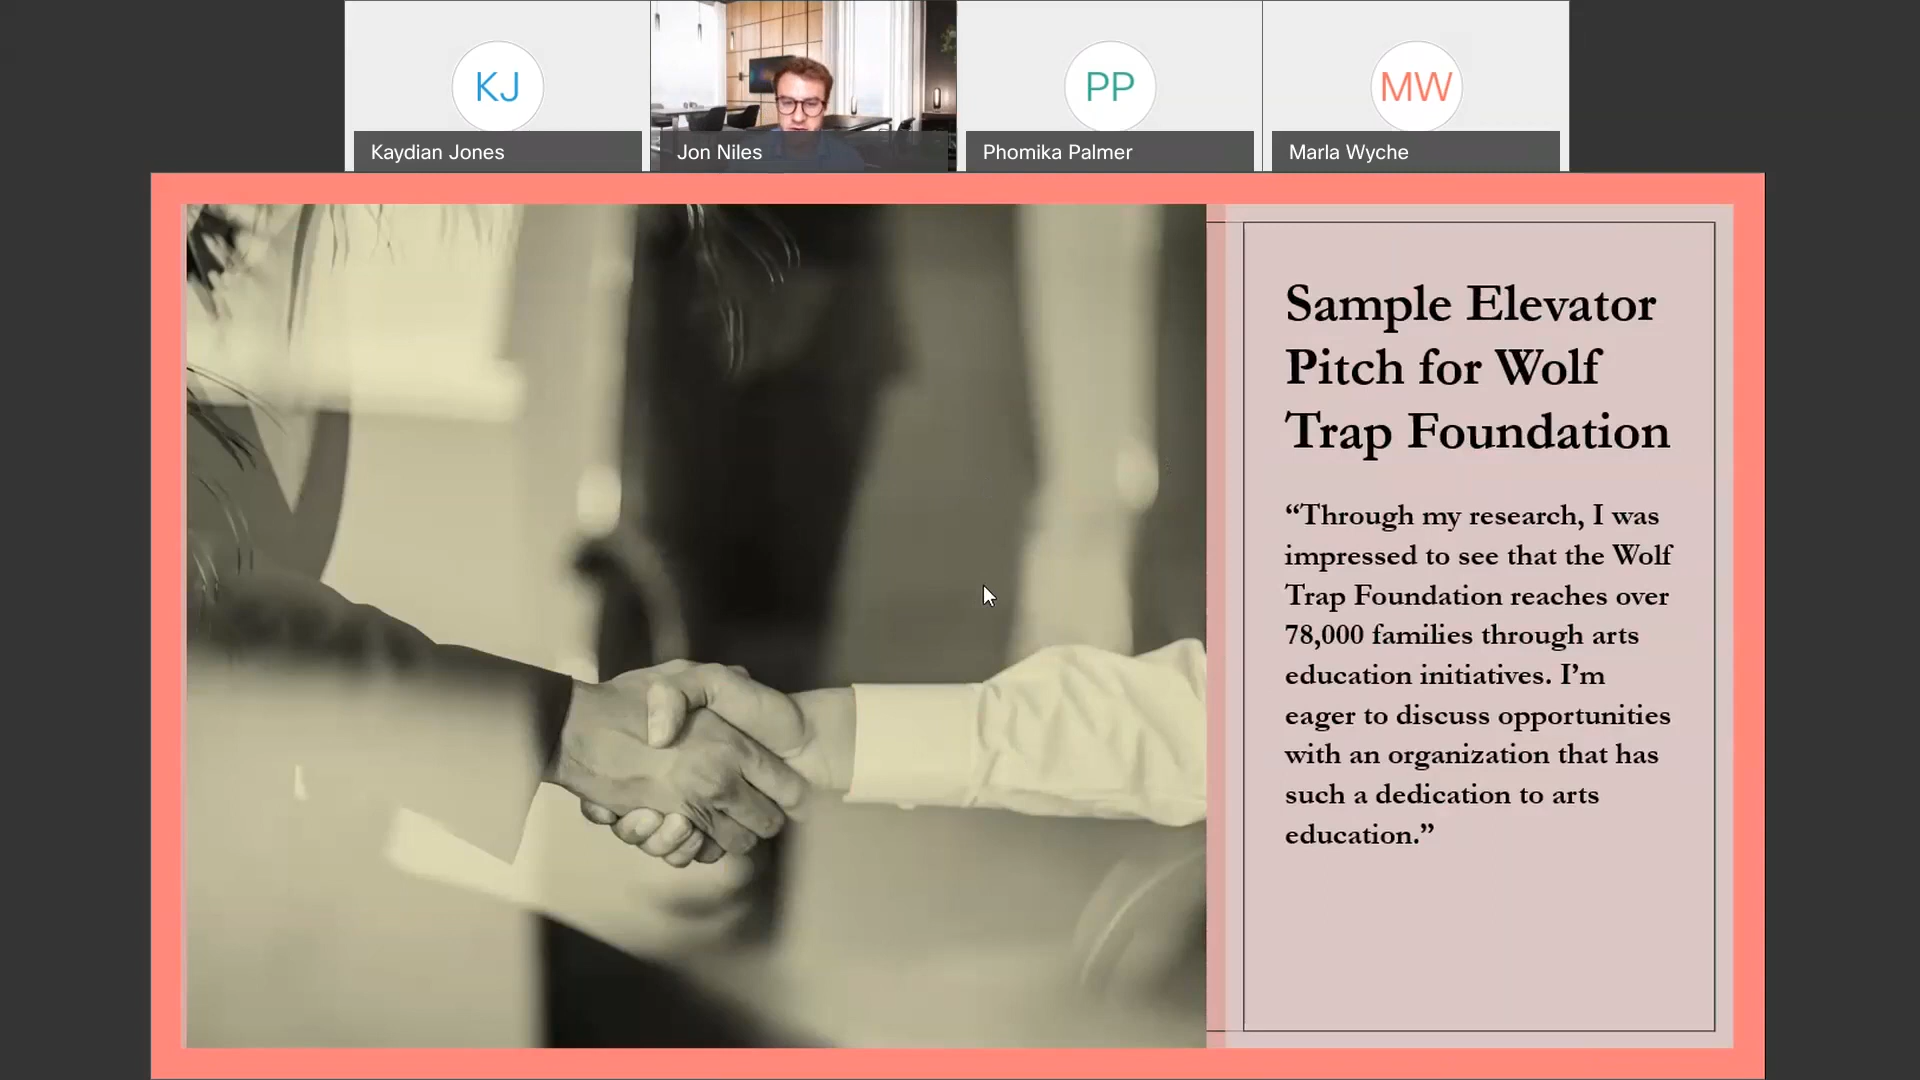 KJ
Kaydian Jones
Jon Niles
PP
Phomika Palmer
MW
Marla Wyche
Sample Elevator
Pitch for Wolf
Trap Foundation
“Through my research, I was
impressed to see that the Wolf
Trap Foundation reaches over
78,000 families through arts
education initiatives. I’m
eager to discuss opportunities
with an organization that has
such a dedication to arts
education.”